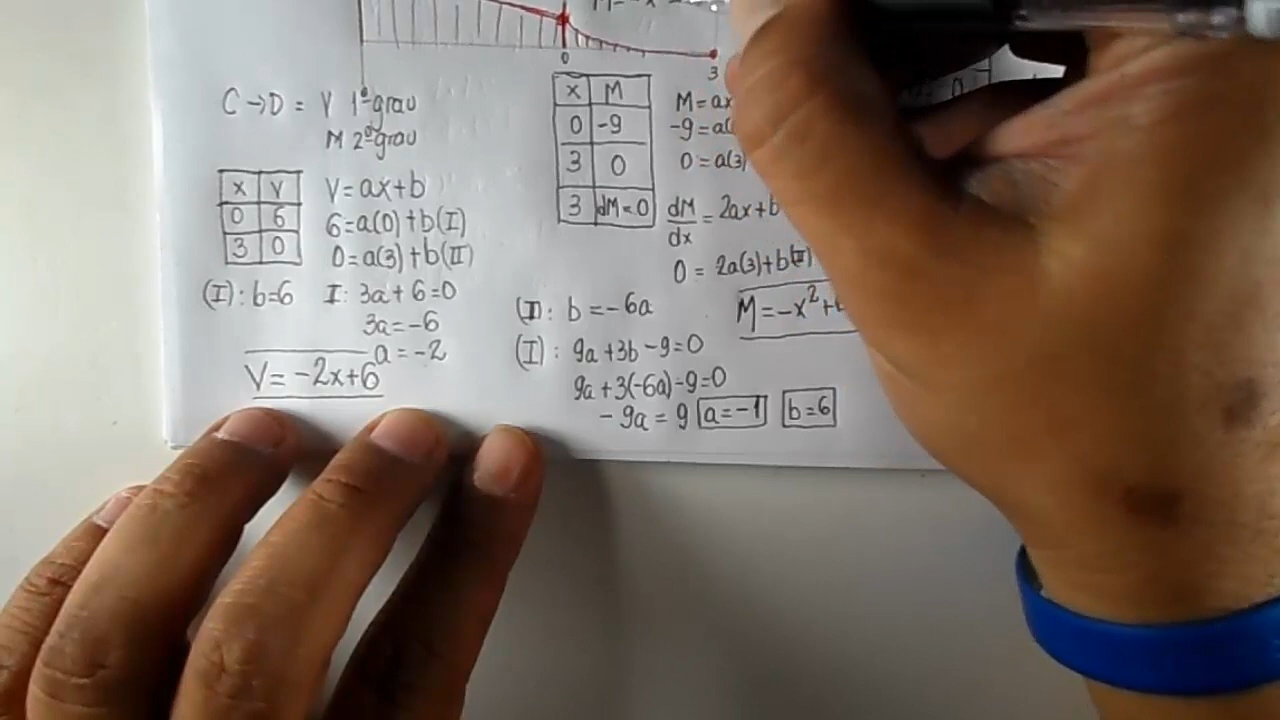 0
3
C→D = V 1º grau
M 2º grau
x V
0 6
3 0
V=ax+b
6=a(0)+b(I)
0=a(3)+b(II)
(I): b=6 I: 3a+6=0
3a=-6
a=-2
V=-2x+6
x M
0 -9
3 0
3 dM=0
M=ax
-9=a(
0=a(3)
dM/dx = 2ax+b
0 = 2a(3)+b(II)
(II): b=-6a
M=-x²+
(I): 9a+3b-9=0
9a+3(-6a)-9=0
-9a=9 a=-1 b=6